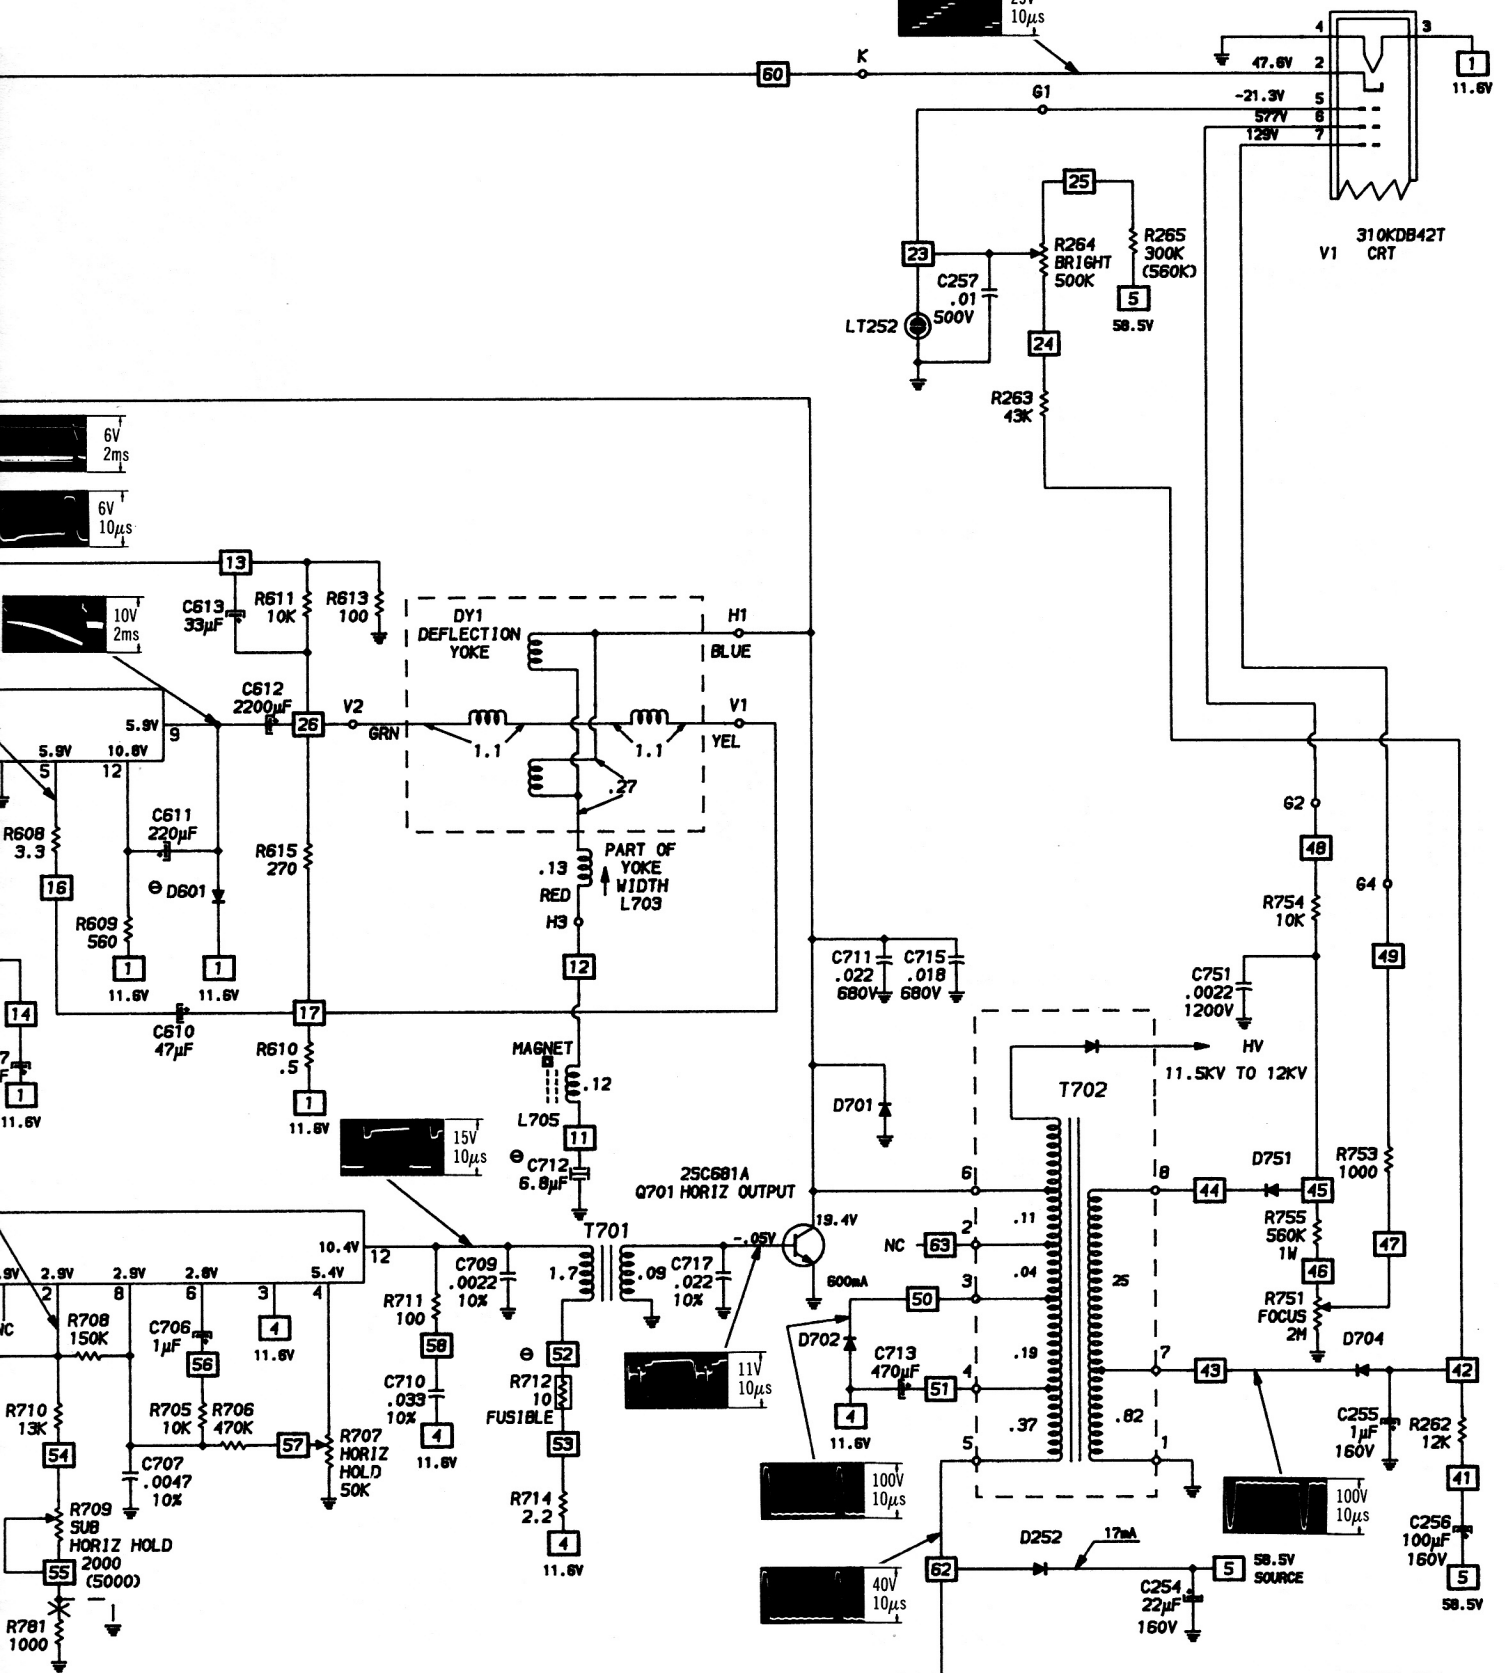 25V
10µs
K
60
47.6V
4
2
3
1
11.6V
G1
-21.3V
5
577V
6
129V
7
310KDB42T
V1 CRT
25
R264
BRIGHT
500K
R265
300K
(560K)
5
58.5V
23
C257
.01
500V
LT252
24
R263
43K
6V
2ms
6V
10µs
10V
2ms
13
C613
33µF
R611
10K
R613
100
DY1
DEFLECTION
YOKE
H1
BLUE
C612
2200µF
V2
26
GRN
1.1
1.1
V1
YEL
.27
5.9V
9
5.9V
10.8V
5
12
R608
3.3
C611
220µF
R615
270
16
D601
R609
560
1
11.6V
1
11.6V
.13
PART OF
YOKE
WIDTH
L703
RED
H3
12
14
17
C610
47µF
R610
.5
1
11.6V
7
F
1
11.6V
MAGNET
.12
L705
11
C712
6.8µF
15V
10µs
C711
.022
680V
C715
.018
680V
D701
G2
48
R754
10K
G4
49
C751
.0022
1200V
HV
11.5KV TO 12KV
T702
R753
1000
2SC681A
Q701 HORIZ OUTPUT
19.4V
-.05V
600mA
6
.11
NC
63
2
.04
3
50
D702
.19
C713
470µF
51
4
4
11.6V
.37
5
25
.82
8
44
D751
45
R755
560K
1W
46
R751
FOCUS
2M
47
7
43
D704
42
1
C255
1µF
160V
R262
12K
41
C256
100µF
160V
5
58.5V
10.4V
12
T701
1.7
.09
C709
.0022
10%
C717
.022
10%
R711
100
58
C710
.033
10%
4
11.6V
52
R712
10
FUSIBLE
53
R714
2.2
4
11.6V
11V
10µs
.9V
2.9V
2.9V
2.8V
5.4V
2
8
6
3
4
NC
R708
150K
C706
1µF
56
4
11.6V
R710
13K
54
R705
10K
R706
470K
57
R707
HORIZ
HOLD
50K
C707
.0047
10%
R709
SUB
HORIZ HOLD
2000
(5000)
55
R781
1000
100V
10µs
40V
10µs
62
D252
17mA
C254
22µF
160V
5
58.5V
SOURCE
100V
10µs